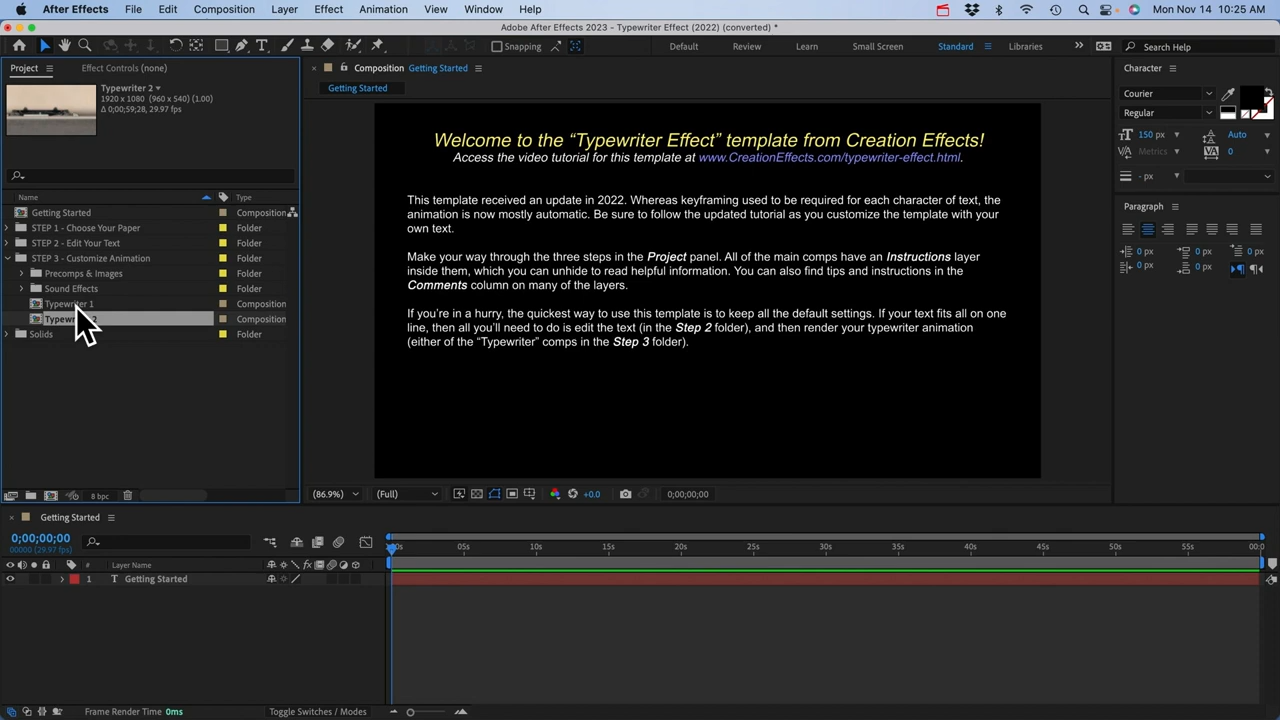 After Effects File Edit Composition Layer Effect Animation View Window Help Mon Nov 14 10:25 AM
Adobe After Effects 2023 - Typewriter Effect (2022) (converted) *
Snapping Default Review Learn Small Screen Standard Libraries Search Help
Project Effect Controls (none)
Typewriter 2
1920 x 1080 (960 x 540) (1.00)
Δ 0;00;59;28, 29.97 fps
Name Type
Getting Started Composition
STEP 1 - Choose Your Paper Folder
STEP 2 - Edit Your Text Folder
STEP 3 - Customize Animation Folder
Precomps & Images Folder
Sound Effects Folder
Typewriter 1 Composition
Composition
Solids Folder
8 bpc
Composition Getting Started
Getting Started
Welcome to the “Typewriter Effect” template from Creation Effects!
Access the video tutorial for this template at www.CreationEffects.com/typewriter-effect.html.
This template received an update in 2022. Whereas keyframing used to be required for each character of text, the
animation is now mostly automatic. Be sure to follow the updated tutorial as you customize the template with your
own text.
Make your way through the three steps in the Project panel. All of the main comps have an Instructions layer
inside them, which you can unhide to read helpful information. You can also find tips and instructions in the
Comments column on many of the layers.
If you're in a hurry, the quickest way to use this template is to keep all the default settings. If your text fits all on one
line, then all you'll need to do is edit the text (in the Step 2 folder), and then render your typewriter animation
(either of the “Typewriter” comps in the Step 3 folder).
(86.9%) (Full) +0.0 0;00;00;00
Character
Courier
Regular
150 px Auto
Metrics 0
- px
Paragraph
0 px 0 px 0 px
0 px 0 px
Getting Started
0;00;00;00
00000 (29.97 fps)
# Layer Name
1 T Getting Started
05s 10s 15s 20s 25s 30s 35s 40s 45s 50s 55s
Frame Render Time 0ms Toggle Switches / Modes